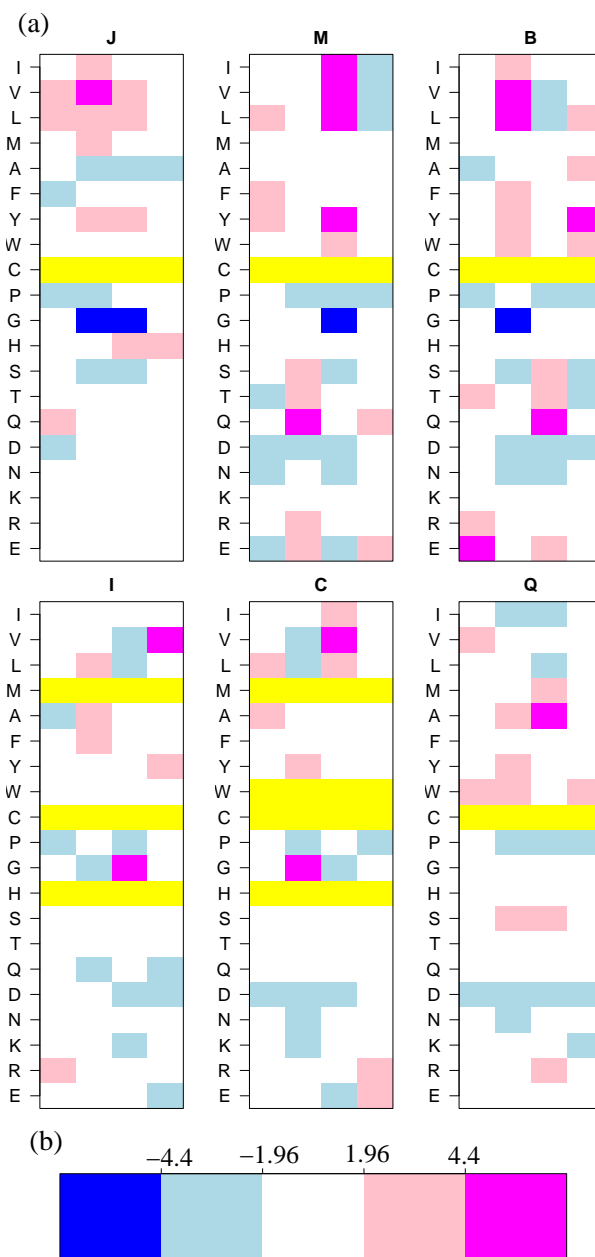 (a)
J M B
I I I
V V V
L L L
M M M
A A A
F F F
Y Y Y
W W W
C C C
P P P
G G G
H H H
S S S
T T T
Q Q Q
D D D
N N N
K K K
R R R
E E E
I C Q
I I I
V V V
L L L
M M M
A A A
F F F
Y Y Y
W W W
C C C
P P P
G G G
H H H
S S S
T T T
Q Q Q
D D D
N N N
K K K
R R R
E E E
(b)
−4.4 −1.96 1.96 4.4